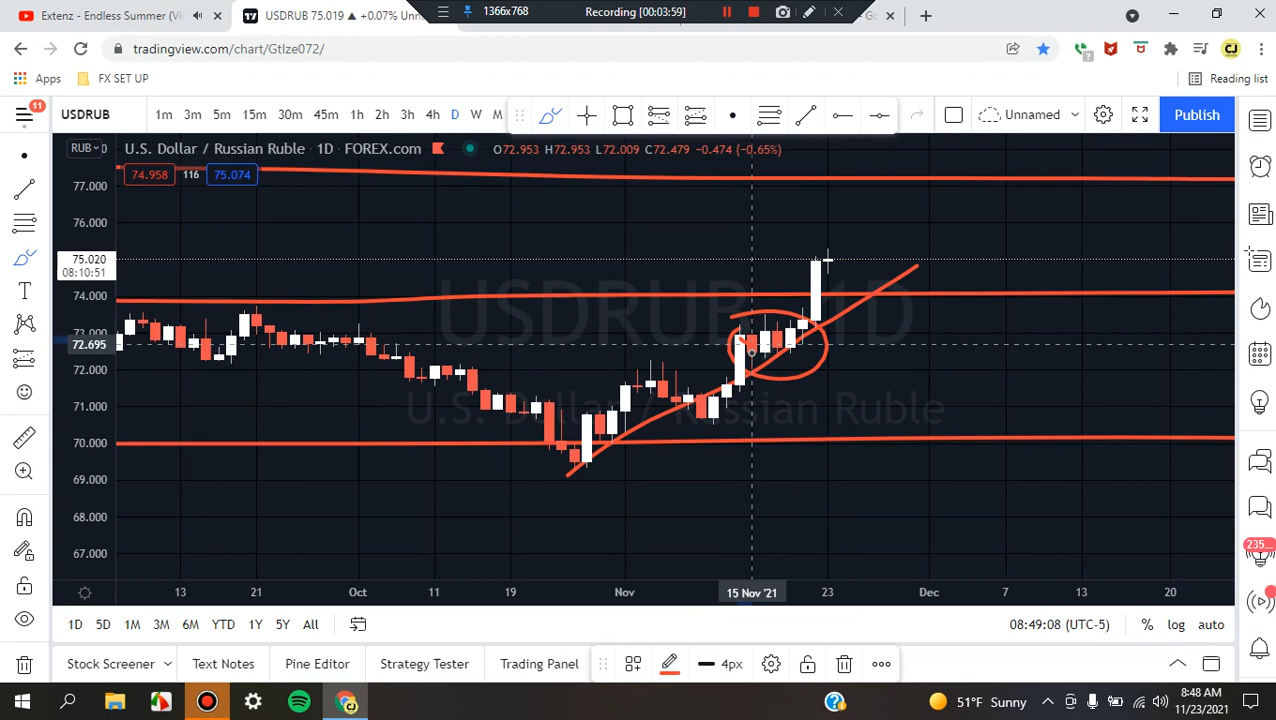 Extenz - Endless Summer (Vl
USDRUB 75.019 ▲ +0.07% Unn
1366x768
Recording [00:03:59]
tradingview.com/chart/GtIze072/
Apps
FX SET UP
Reading list
11
USDRUB
1m 3m 5m 15m 30m 45m 1h 2h 3h 4h D W M
Unnamed
Publish
RUB
U.S. Dollar / Russian Ruble · 1D · FOREX.com
O72.953 H72.953 L72.009 C72.479 -0.474 (-0.65%)
74.958 116 75.074
77.000
76.000
75.020
08:10:51
74.000
73.000
72.695
72.000
71.000
70.000
69.000
68.000
67.000
USDRUB, 1D
U.S. Dollar / Russian Ruble
13 21 Oct 11 19 Nov 15 Nov '21 23 Dec 7 13 20
235...
1D 5D 1M 3M 6M YTD 1Y 5Y All
08:49:08 (UTC-5)
% log auto
Stock Screener
Text Notes
Pine Editor
Strategy Tester
Trading Panel
4px
51°F Sunny
8:48 AM
11/23/2021